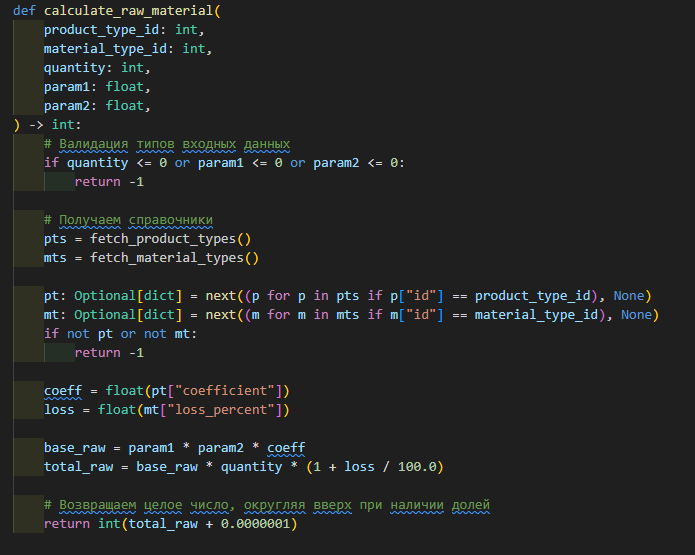 def calculate_raw_material(
    product_type_id: int,
    material_type_id: int,
    quantity: int,
    param1: float,
    param2: float,
) -> int:
    # Валидация типов входных данных
    if quantity <= 0 or param1 <= 0 or param2 <= 0:
        return -1

    # Получаем справочники
    pts = fetch_product_types()
    mts = fetch_material_types()

    pt: Optional[dict] = next((p for p in pts if p["id"] == product_type_id), None)
    mt: Optional[dict] = next((m for m in mts if m["id"] == material_type_id), None)
    if not pt or not mt:
        return -1

    coeff = float(pt["coefficient"])
    loss = float(mt["loss_percent"])

    base_raw = param1 * param2 * coeff
    total_raw = base_raw * quantity * (1 + loss / 100.0)

    # Возвращаем целое число, округляя вверх при наличии долей
    return int(total_raw + 0.0000001)